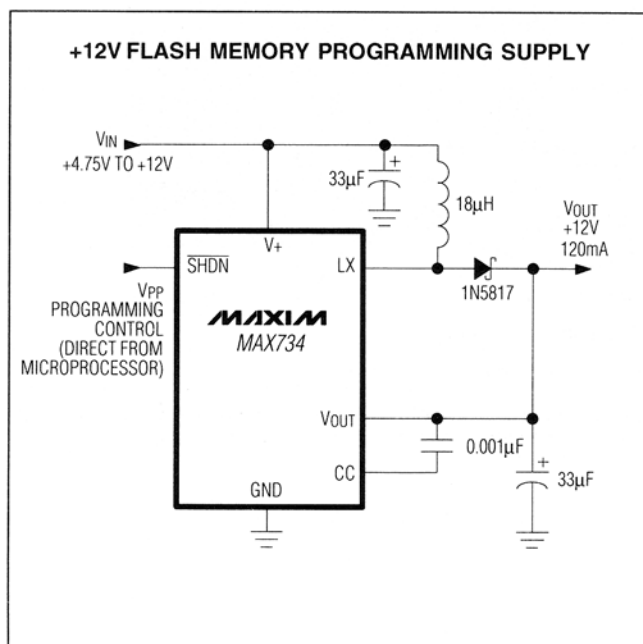 +12V FLASH MEMORY PROGRAMMING SUPPLY
VIN
+4.75V TO +12V
33µF
+
18µH
VOUT
+12V
120mA
V+
SHDN
LX
1N5817
VPP
PROGRAMMING
CONTROL
(DIRECT FROM
MICROPROCESSOR)
MAXIM
MAX734
VOUT
0.001µF
CC
+
33µF
GND